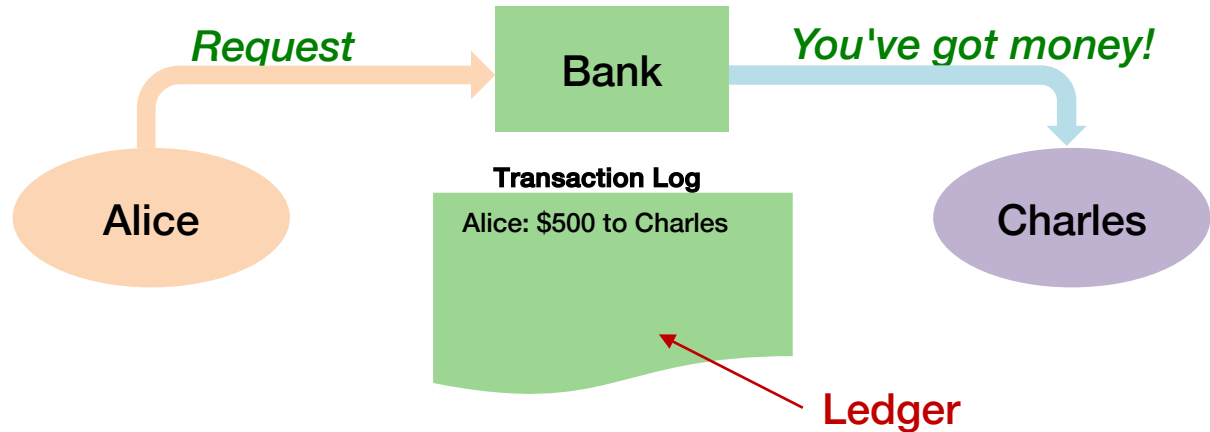 Request
You've got money!
Bank
Transaction Log
Alice
Alice: $500 to Charles
Charles
Ledger